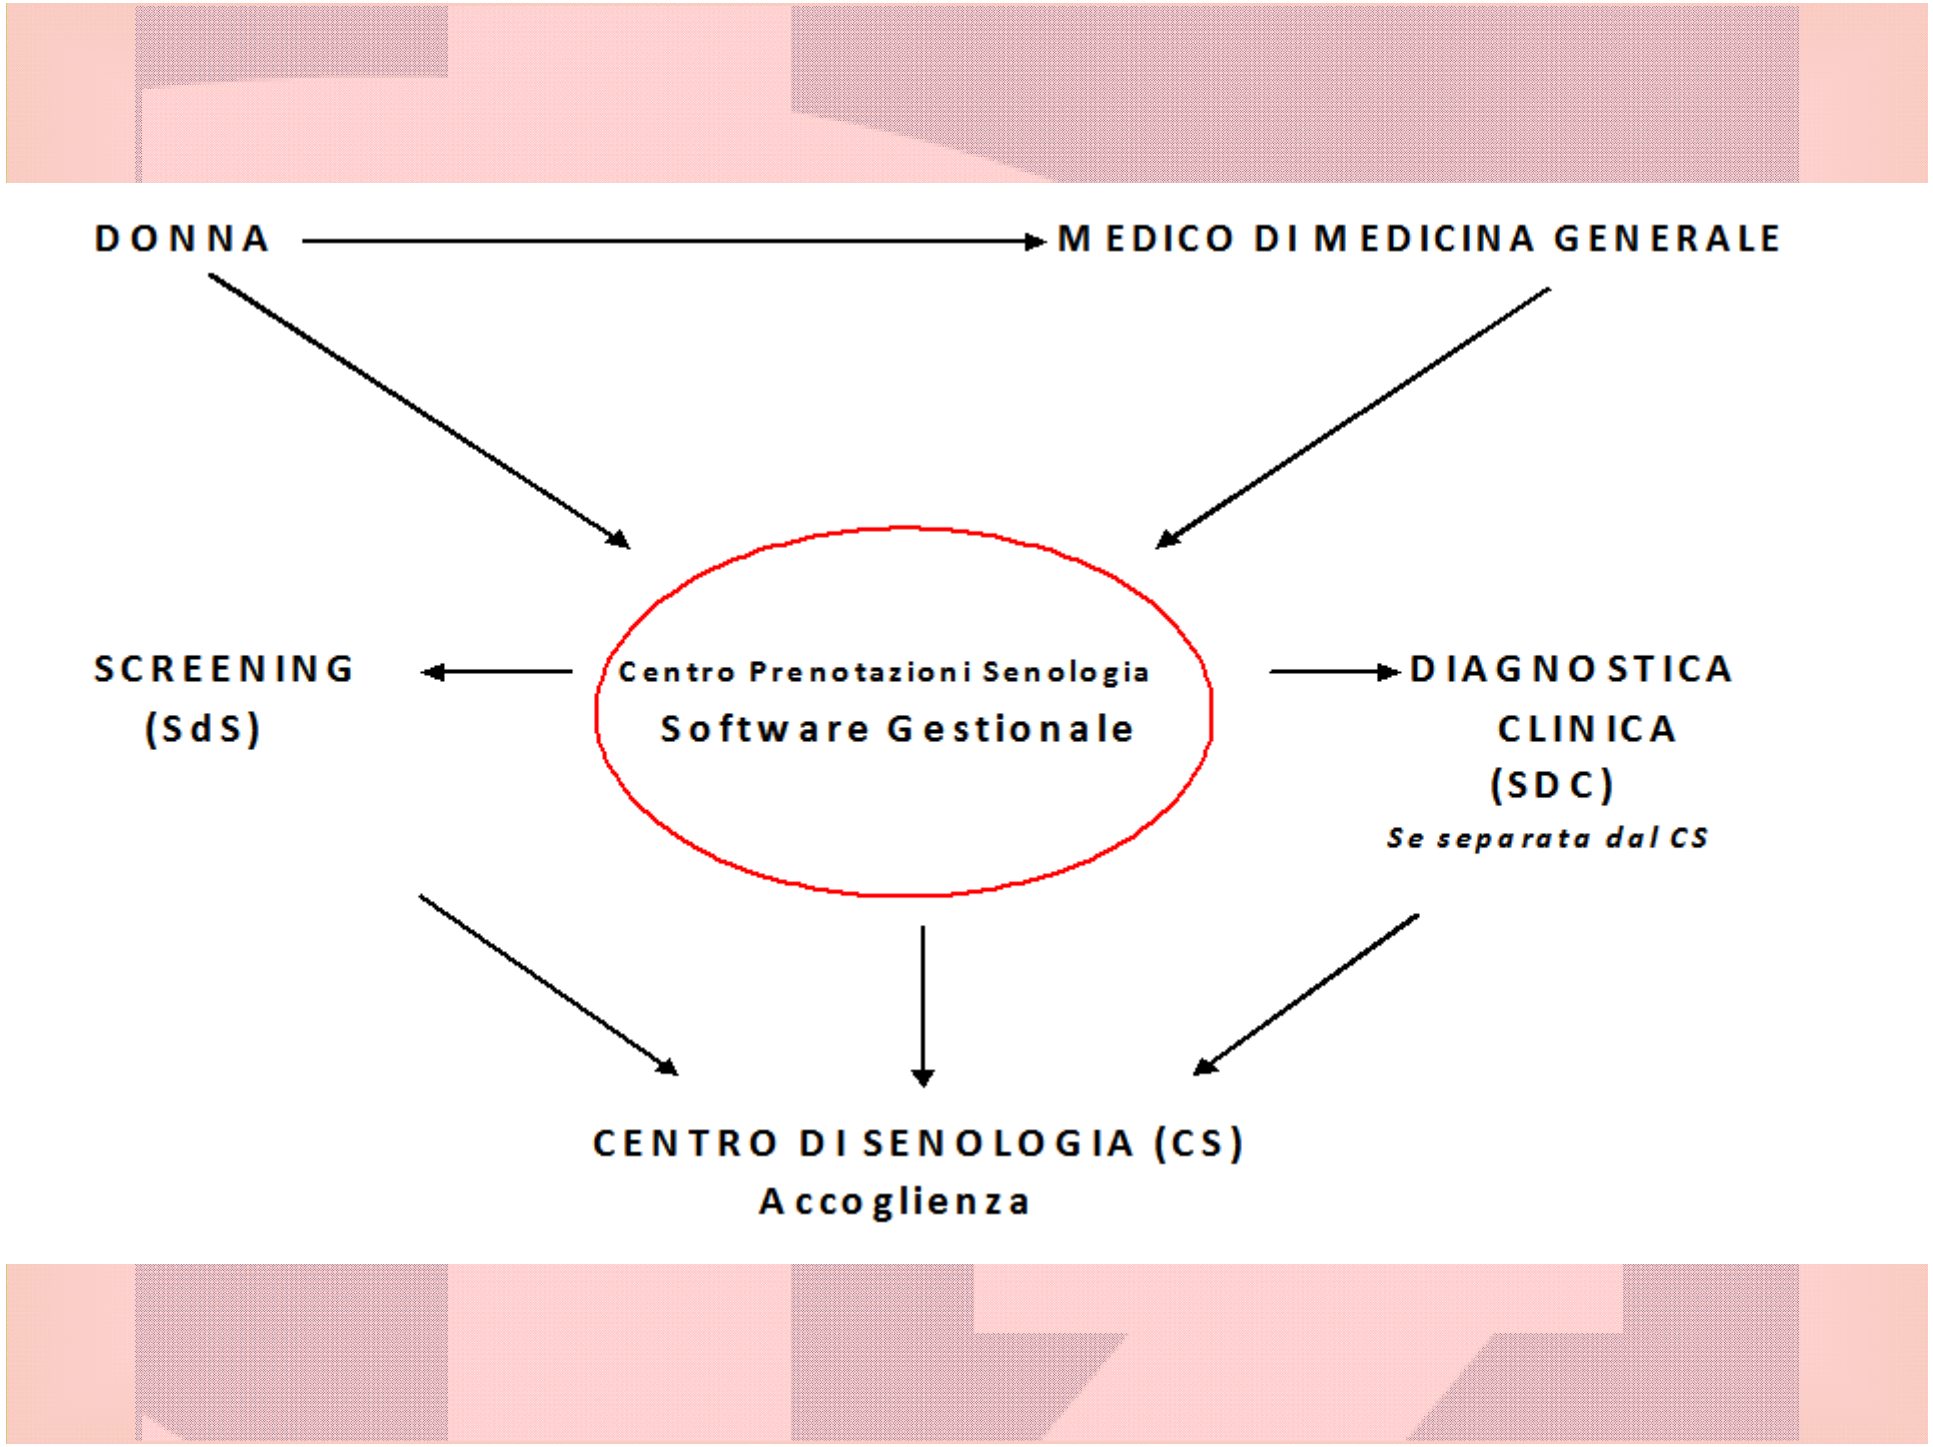 DONNA
MEDICO DI MEDICINA GENERALE
SCREENING
(SdS)
Centro Prenotazioni Senologia
Software Gestionale
DIAGNOSTICA
CLINICA
(SDC)
Se separata dal CS
CENTRO DI SENOLOGIA (CS)
Accoglienza